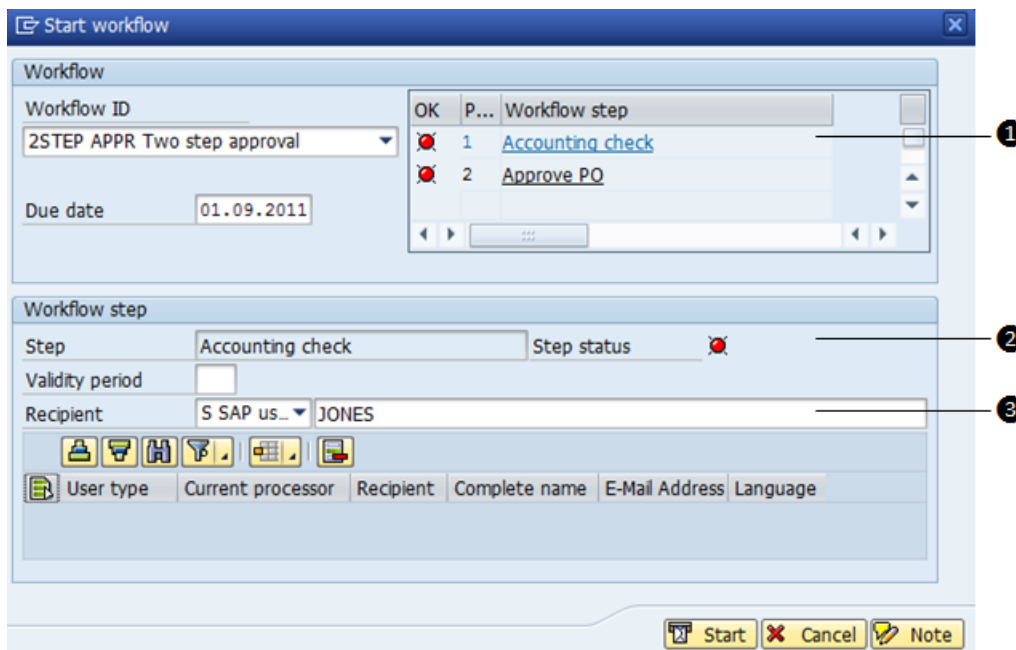 Start workflow
Workflow
Workflow ID
2STEP APPR Two step approval
Due date 01.09.2011
OK P... Workflow step
1 Accounting check
2 Approve PO
1
Workflow step
Step Accounting check Step status
2
Validity period
Recipient S SAP us... JONES
3
User type Current processor Recipient Complete name E-Mail Address Language
Start Cancel Note